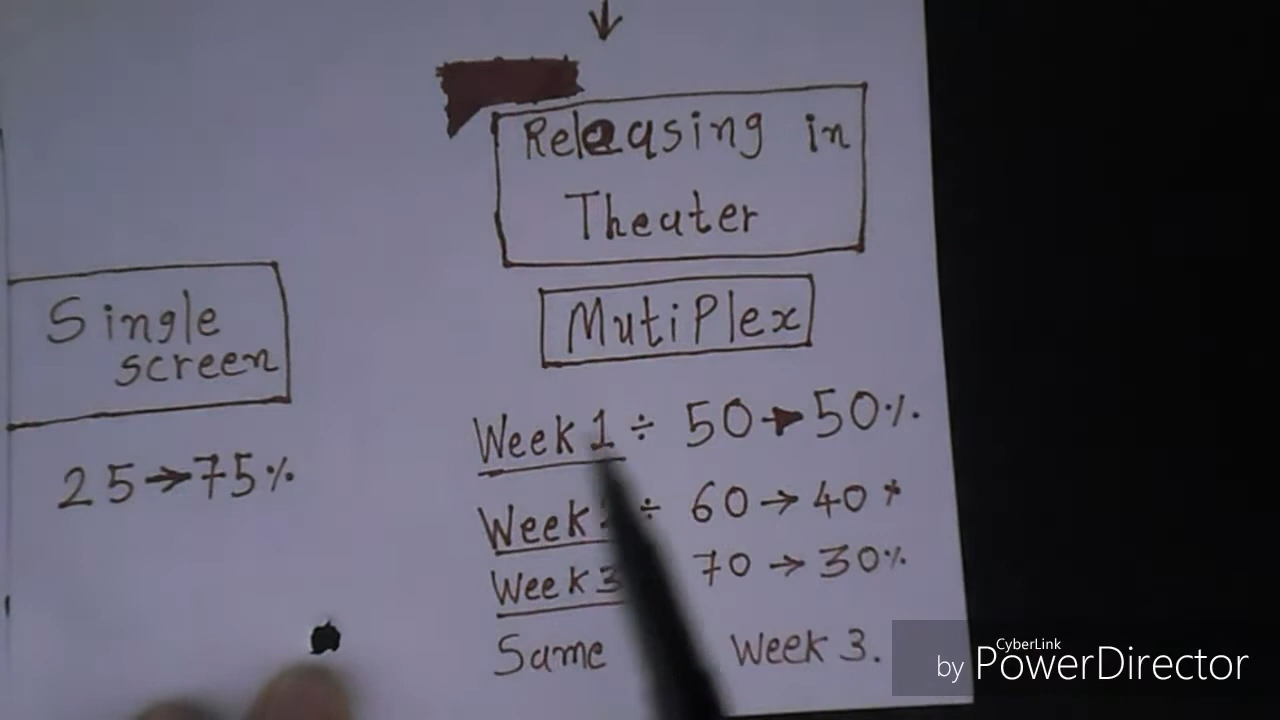 Releasing in
Theater
MutiPlex
Single
screen
25→75%
Week 1 ÷ 50→50%
Week ÷ 60→40%
Week 3 70→30%
Same Week 3.
CyberLink
by PowerDirector